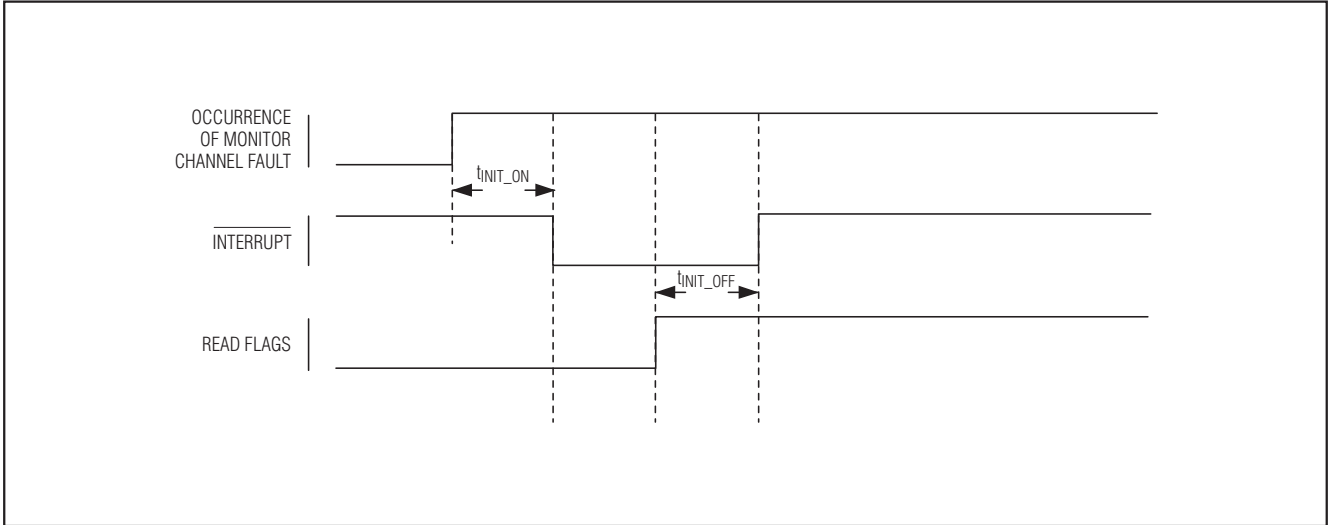 OCCURRENCE
OF MONITOR
CHANNEL FAULT
tINIT_ON
INTERRUPT
tINIT_OFF
READ FLAGS